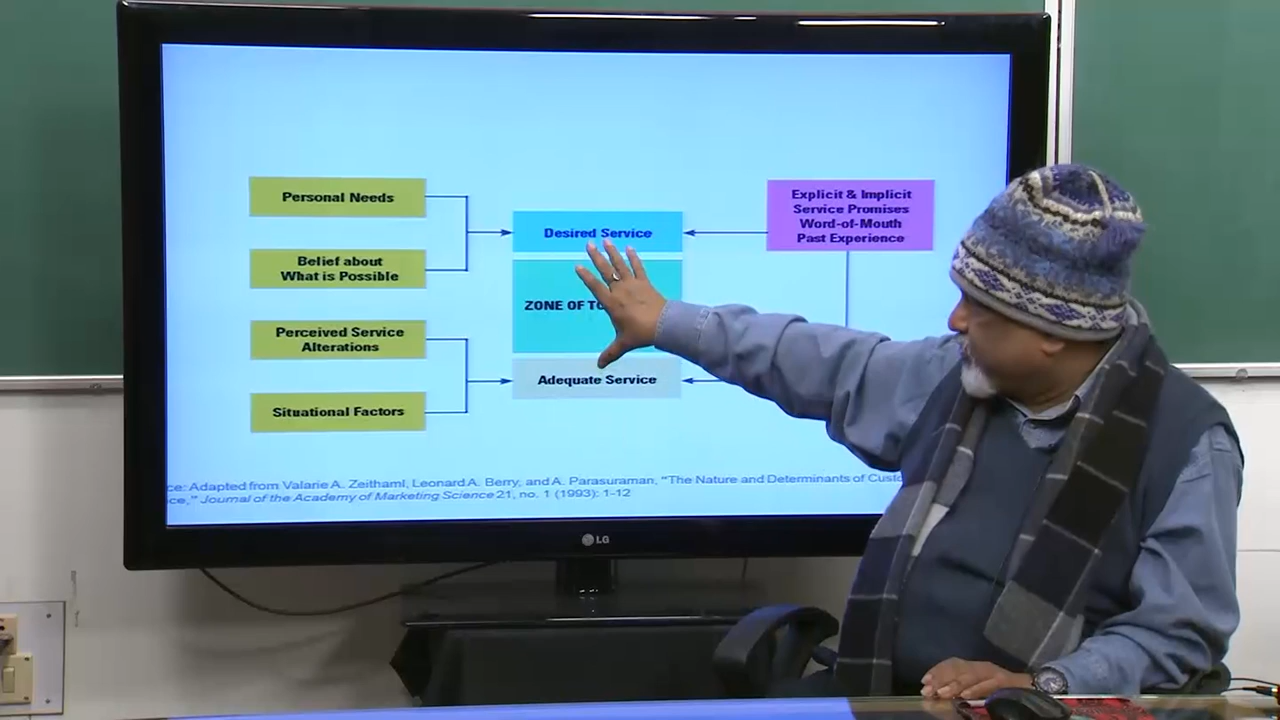 Personal Needs
Belief about
What is Possible
Perceived Service
Alterations
Situational Factors
Desired Service
ZONE OF
Adequate Service
Explicit & Implicit
Service Promises
Word-of-Mouth
Past Experience
Adapted from Valarie A. Zeithaml, Leonard A. Berry, and A. Parasuraman, "The Nature and Determinants of
Journal of the Academy of Marketing Science 21, no. 1 (1993): 1-12
LG